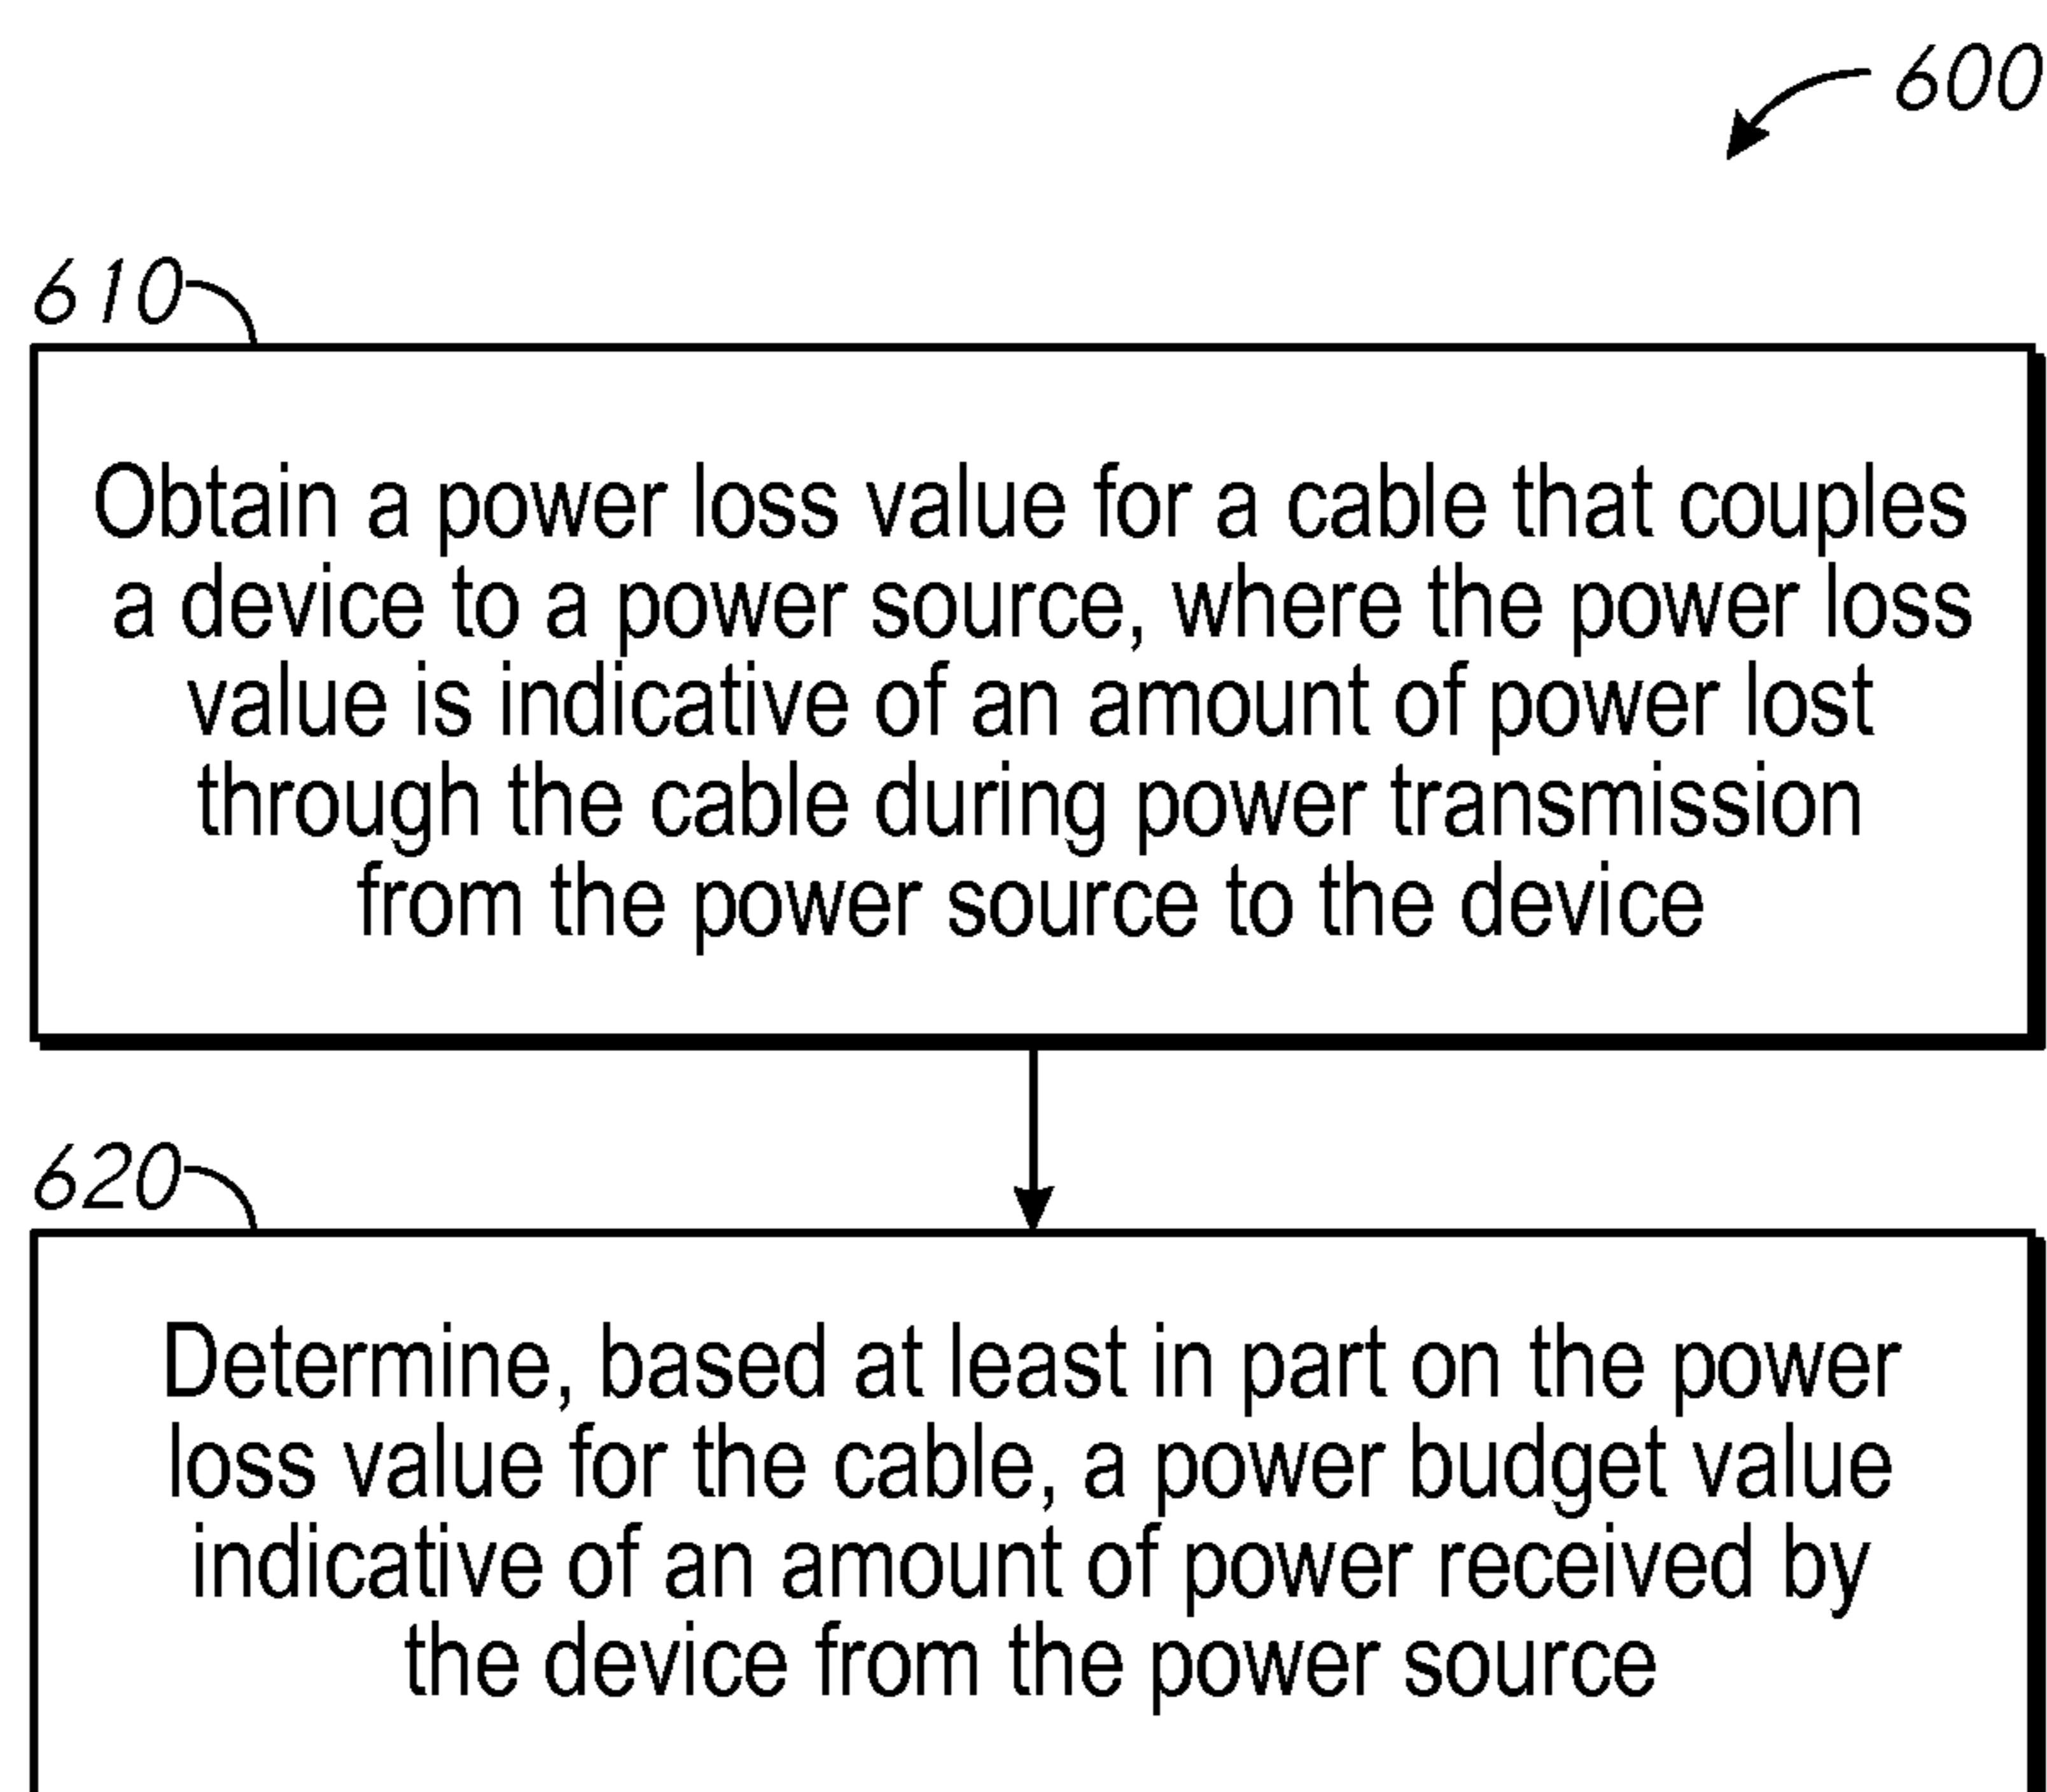 600
610
Obtain a power loss value for a cable that couples
a device to a power source, where the power loss
value is indicative of an amount of power lost
through the cable during power transmission
from the power source to the device
620
Determine, based at least in part on the power
loss value for the cable, a power budget value
indicative of an amount of power received by
the device from the power source